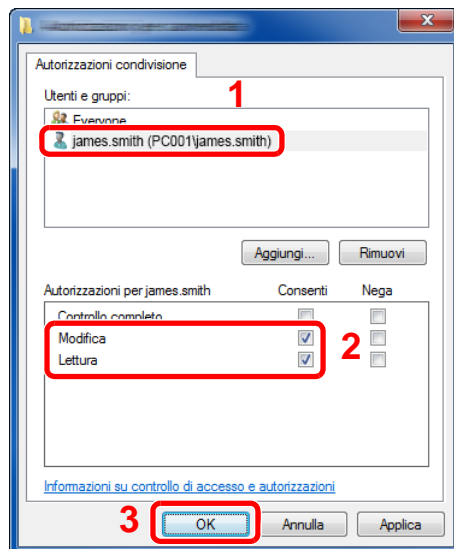 Autorizzazioni condivisione
Utenti e gruppi:
1
Everyone
james.smith (PC001\james.smith)
Aggiungi...
Rimuovi
Autorizzazioni per james.smith Consenti Nega
Controllo completo
Modifica
Lettura
2
Informazioni su controllo di accesso e autorizzazioni
3
OK Annulla Applica